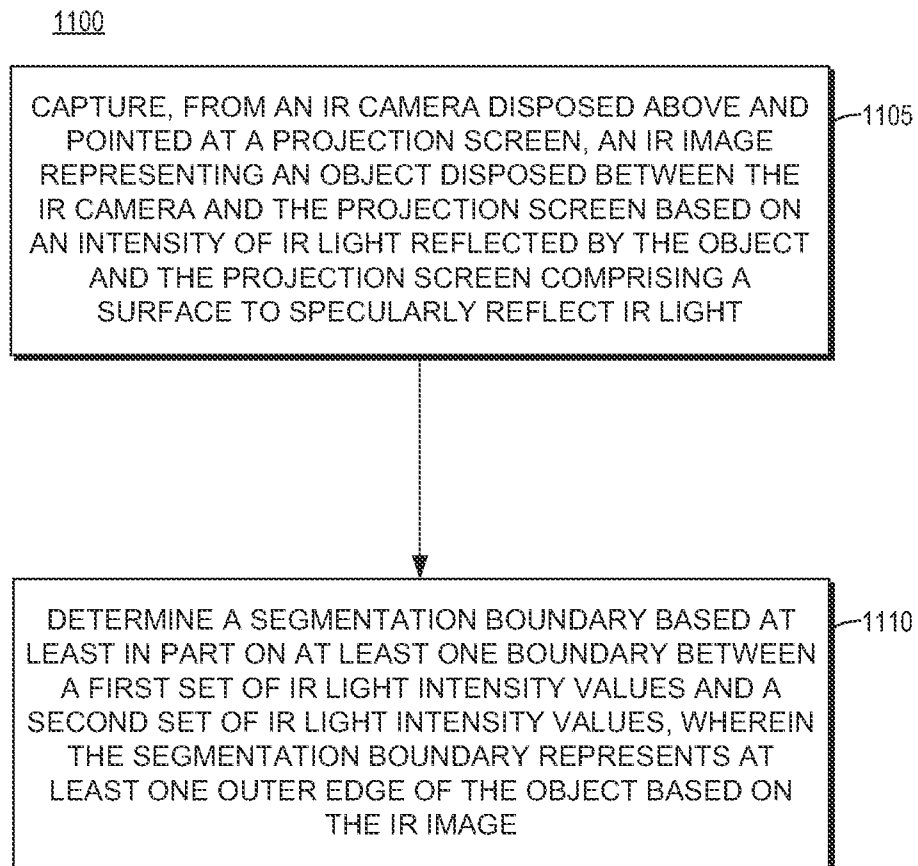 1100
CAPTURE, FROM AN IR CAMERA DISPOSED ABOVE AND
POINTED AT A PROJECTION SCREEN, AN IR IMAGE
REPRESENTING AN OBJECT DISPOSED BETWEEN THE
IR CAMERA AND THE PROJECTION SCREEN BASED ON
AN INTENSITY OF IR LIGHT REFLECTED BY THE OBJECT
AND THE PROJECTION SCREEN COMPRISING A
SURFACE TO SPECULARLY REFLECT IR LIGHT
1105
DETERMINE A SEGMENTATION BOUNDARY BASED AT
LEAST IN PART ON AT LEAST ONE BOUNDARY BETWEEN
A FIRST SET OF IR LIGHT INTENSITY VALUES AND A
SECOND SET OF IR LIGHT INTENSITY VALUES, WHEREIN
THE SEGMENTATION BOUNDARY REPRESENTS AT
LEAST ONE OUTER EDGE OF THE OBJECT BASED ON
THE IR IMAGE
1110